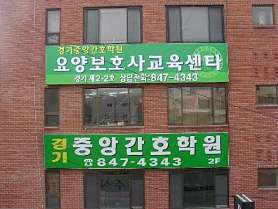 경기중앙간호학원
요양보호사교육센타
경기 제2-2호 상담전화:847-4343
경기 중앙간호학원
☎847-4343 2F